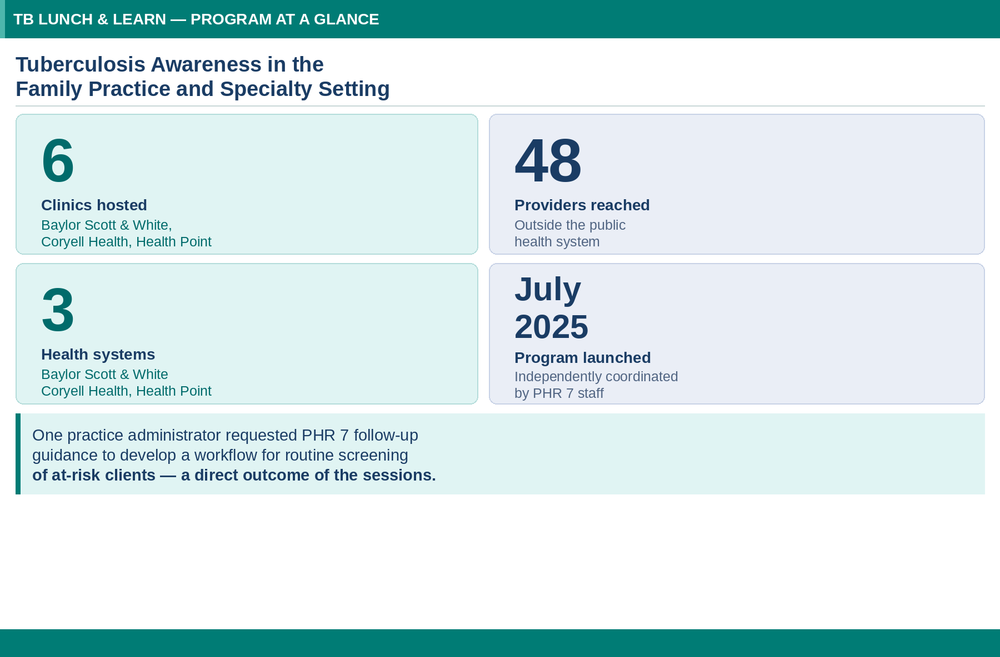 TB LUNCH & LEARN — PROGRAM AT A GLANCE
Tuberculosis Awareness in the
Family Practice and Specialty Setting
6
Clinics hosted
Baylor Scott & White,
Coryell Health, Health Point
48
Providers reached
Outside the public
health system
3
Health systems
Baylor Scott & White
Coryell Health, Health Point
July
2025
Program launched
Independently coordinated
by PHR 7 staff
One practice administrator requested PHR 7 follow-up
guidance to develop a workflow for routine screening
of at-risk clients — a direct outcome of the sessions.